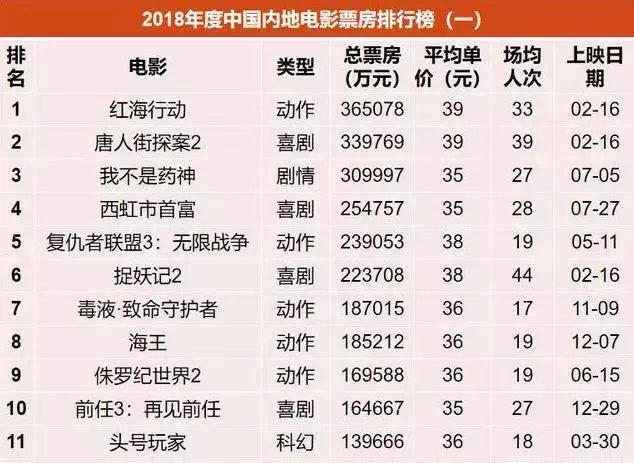 2018年度中国内地电影票房排行榜（一）
排名 电影 类型 总票房（万元） 平均单价（元） 场均人次 上映日期
1 红海行动 动作 365078 39 33 02-16
2 唐人街探案2 喜剧 339769 39 39 02-16
3 我不是药神 剧情 309997 35 27 07-05
4 西虹市首富 喜剧 254757 35 28 07-27
5 复仇者联盟3：无限战争 动作 239053 38 19 05-11
6 捉妖记2 喜剧 223708 38 44 02-16
7 毒液·致命守护者 动作 187015 36 17 11-09
8 海王 动作 185212 36 19 12-07
9 侏罗纪世界2 动作 169588 36 19 06-15
10 前任3：再见前任 喜剧 164667 35 27 12-29
11 头号玩家 科幻 139666 36 18 03-30